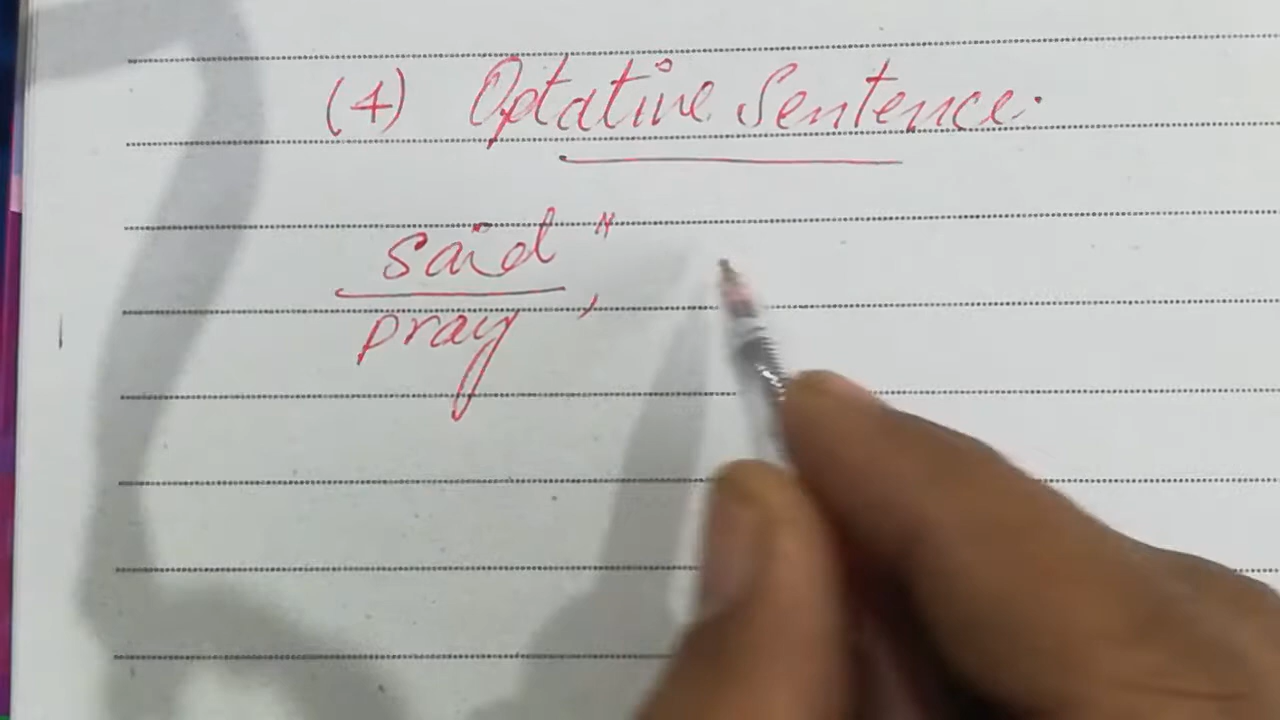 (4) Optative Sentence.
said "
pray ,